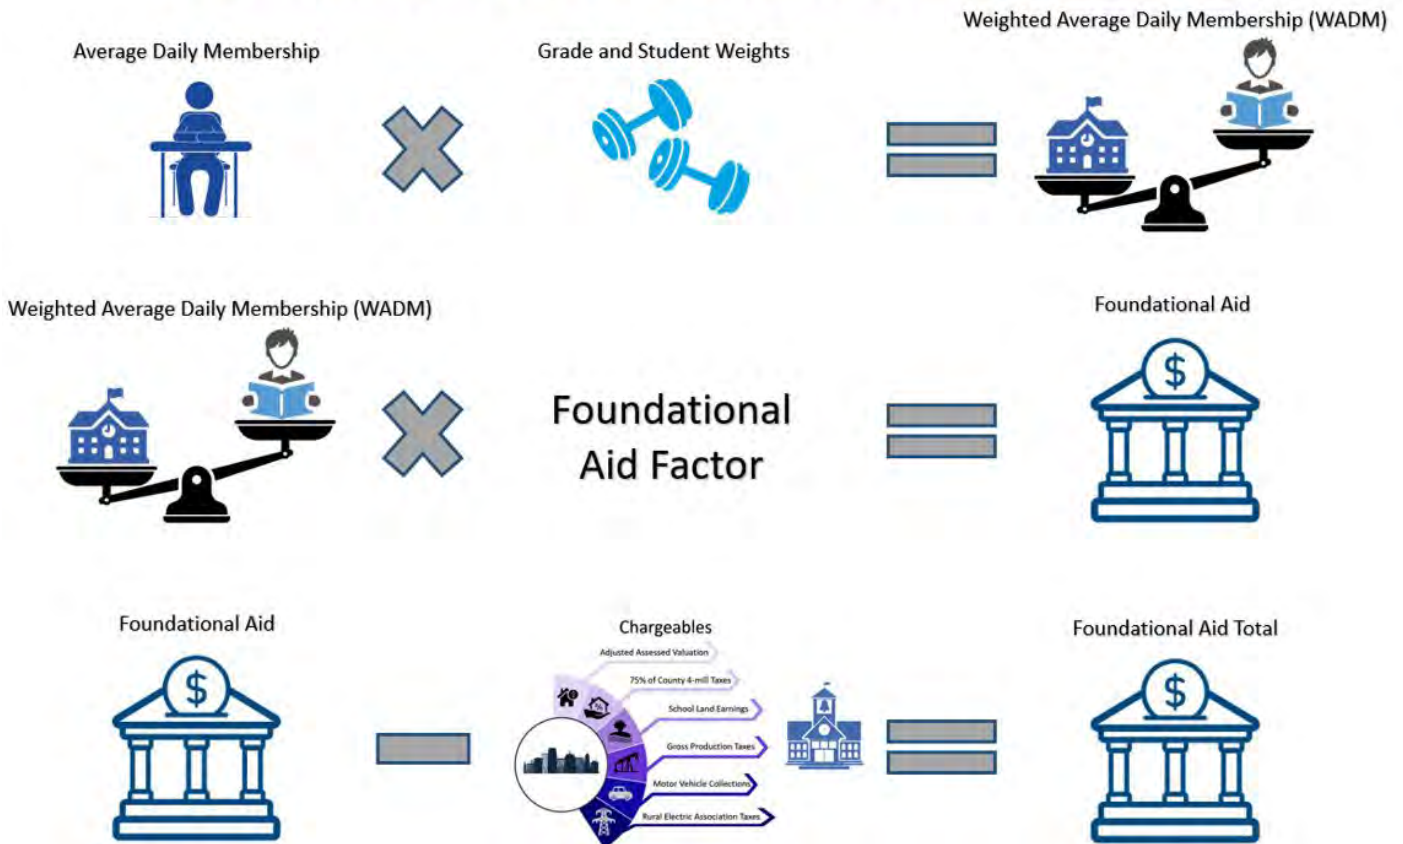 Weighted Average Daily Membership (WADM)
Average Daily Membership
Grade and Student Weights
Weighted Average Daily Membership (WADM)
Foundational Aid
$
Foundational
Aid Factor
Foundational Aid
$
Chargeables
Adjusted Assessed Valuation
75% of County 4-mill Taxes
School Land Earnings
Gross Production Taxes
Motor Vehicle Collections
Rural Electric Association Taxes
Foundational Aid Total
$